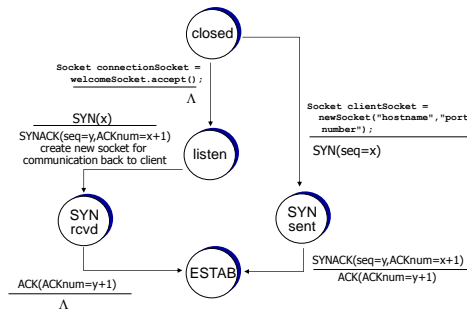 closed
Socket connectionSocket =
welcomeSocket.accept();
Λ
Socket clientSocket =
newSocket("hostname","port
number");
SYN(seq=x)
SYN(x)
SYNACK(seq=y,ACKnum=x+1)
create new socket for
communication back to client
listen
SYN
rcvd
SYN
sent
ESTAB
SYNACK(seq=y,ACKnum=x+1)
ACK(ACKnum=y+1)
ACK(ACKnum=y+1)
Λ